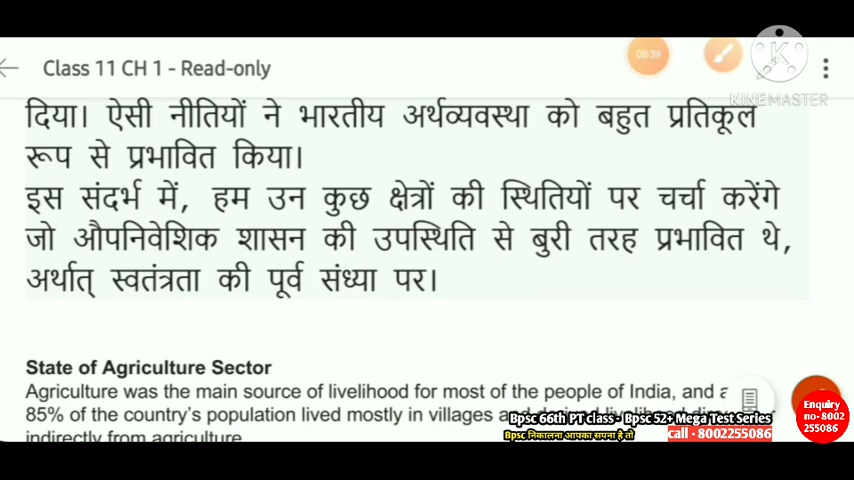 08:39
Class 11 CH 1 - Read-only
KINEMASTER
दिया। ऐसी नीतियों ने भारतीय अर्थव्यवस्था को बहुत प्रतिकूल
रूप से प्रभावित किया।
इस संदर्भ में, हम उन कुछ क्षेत्रों की स्थितियों पर चर्चा करेंगे
जो औपनिवेशिक शासन की उपस्थिति से बुरी तरह प्रभावित थे,
अर्थात् स्वतंत्रता की पूर्व संध्या पर।
State of Agriculture Sector
Agriculture was the main source of livelihood for most of the people of India, and
85% of the country's population lived mostly in villages
indirectly from agriculture
Bpsc 66th PT class - Bpsc 52+ Mega Test Series
Bpsc निकालना आपका सपना है तो
call - 8002255086
Enquiry
no- 8002
255086